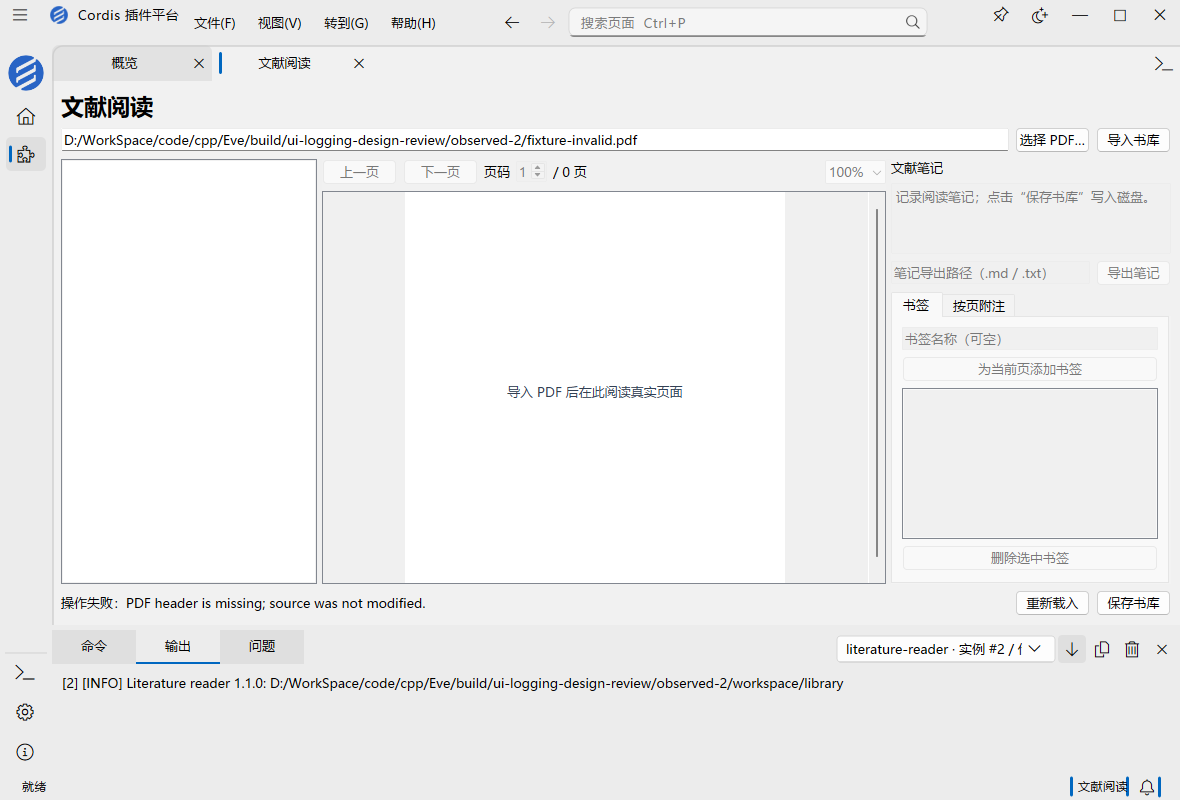 Cordis 插件平台 文件(F) 视图(V) 转到(G) 帮助(H) 搜索页面 Ctrl+P
概览 文献阅读
文献阅读
D:/WorkSpace/code/cpp/Eve/build/ui-logging-design-review/observed-2/fixture-invalid.pdf 选择 PDF... 导入书库
上一页 下一页 页码 1 / 0 页 100% 文献笔记
记录阅读笔记；点击“保存书库”写入磁盘。
笔记导出路径（.md / .txt） 导出笔记
书签 按页附注
书签名称（可空）
为当前页添加书签
导入 PDF 后在此阅读真实页面
删除选中书签
操作失败：PDF header is missing; source was not modified. 重新载入 保存书库
命令 输出 问题 literature-reader · 实例 #2 /
[2] [INFO] Literature reader 1.1.0: D:/WorkSpace/code/cpp/Eve/build/ui-logging-design-review/observed-2/workspace/library
就绪 文献阅读